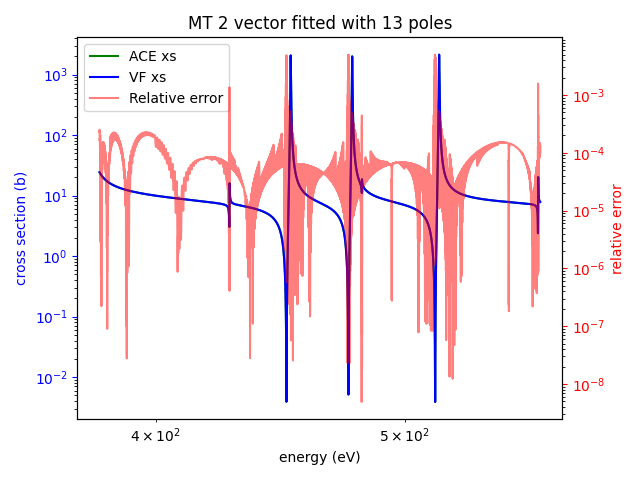 MT 2 vector fitted with 13 poles
ACE xs
VF xs
Relative error
cross section (b)
10³
10²
10¹
10⁰
10⁻¹
10⁻²
10⁻³
10⁻⁴
10⁻⁵
10⁻⁶
10⁻⁷
10⁻⁸
relative error
4 × 10²
5 × 10²
energy (eV)